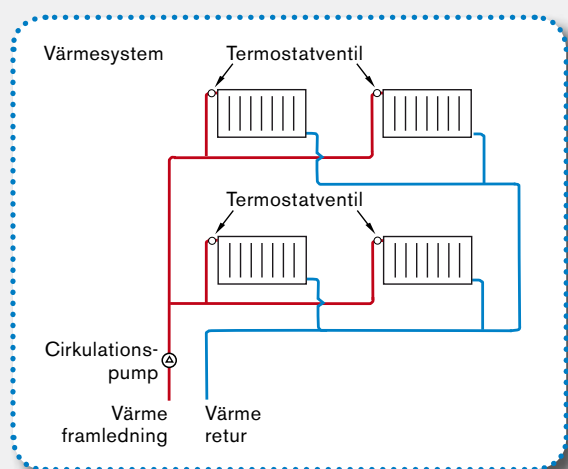 Värmesystem
Termostatventil
Termostatventil
Cirkulations-
pump
Värme
framledning
Värme
retur